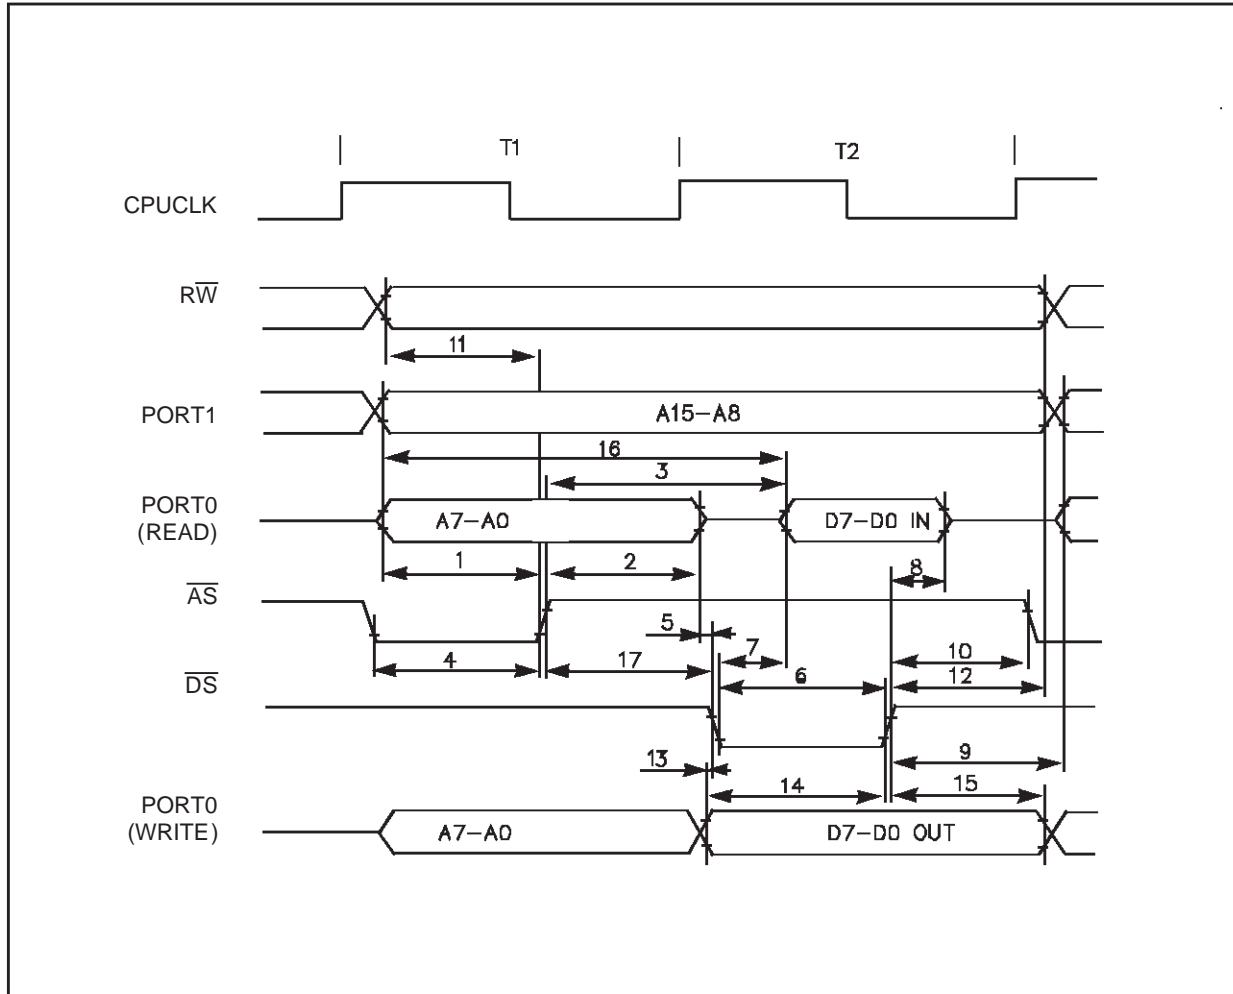 T1 T2
CPUCLK
RW̅
11
PORT1 A15-A8
16
3
PORT0
(READ)
A7-A0 D7-D0 IN
1 2 8
A̅S̅
5 7 10
4 17 6 12
D̅S̅
13 9
14 15
PORT0
(WRITE)
A7-A0 D7-D0 OUT